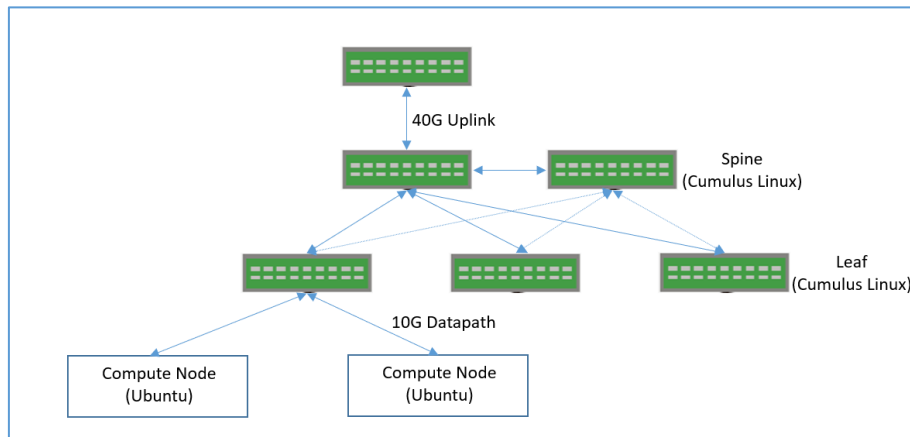 40G Uplink
Spine
(Cumulus Linux)
Leaf
(Cumulus Linux)
10G Datapath
Compute Node
(Ubuntu)
Compute Node
(Ubuntu)